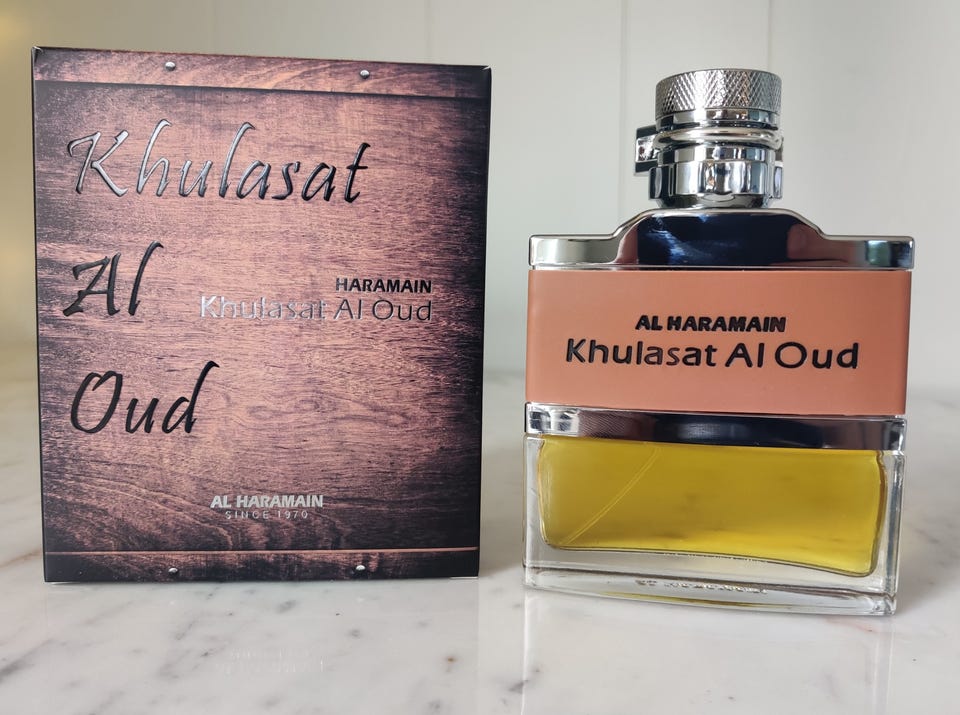 Khulasat
Al
Oud
HARAMAIN
Khulasat Al Oud
AL HARAMAIN
SINCE 1970
AL HARAMAIN
Khulasat Al Oud